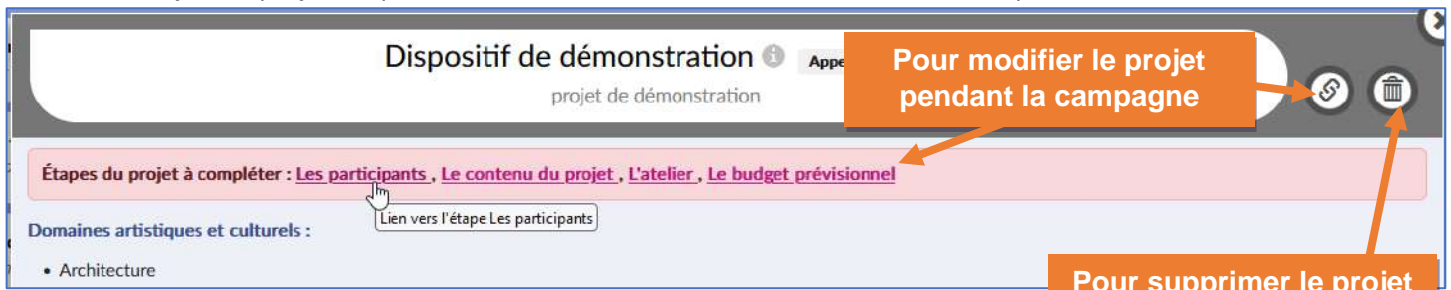 Dispositif de démonstration
projet de démonstration
Pour modifier le projet
pendant la campagne
Étapes du projet à compléter : Les participants , Le contenu du projet , L'atelier , Le budget prévisionnel
Lien vers l'étape Les participants
Domaines artistiques et culturels :
• Architecture
Pour supprimer le projet